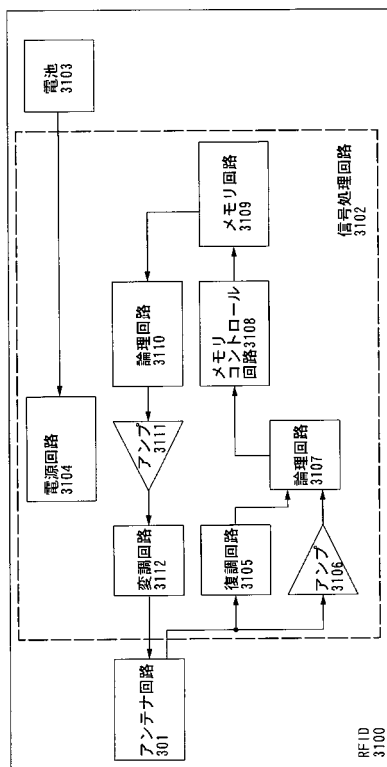 RFID
3100
アンテナ回路
301
変調回路
3112
アンプ
3111
論理回路
3110
メモリ回路
3109
メモリ
コントロール
回路3108
論理回路
3107
復調回路
3105
アンプ
3106
電源回路
3104
電池
3103
信号処理回路
3102